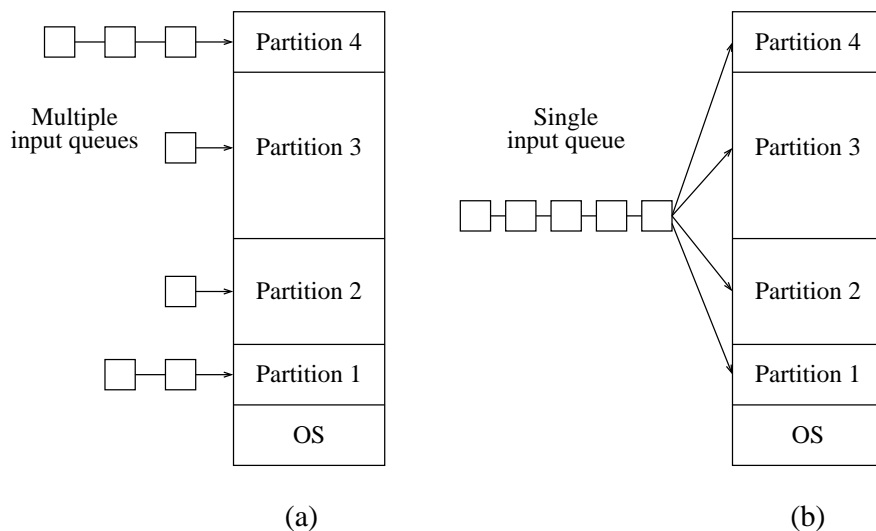 Partition 4
Multiple
input queues
Partition 3
Partition 2
Partition 1
OS
(a)
Partition 4
Single
input queue
Partition 3
Partition 2
Partition 1
OS
(b)